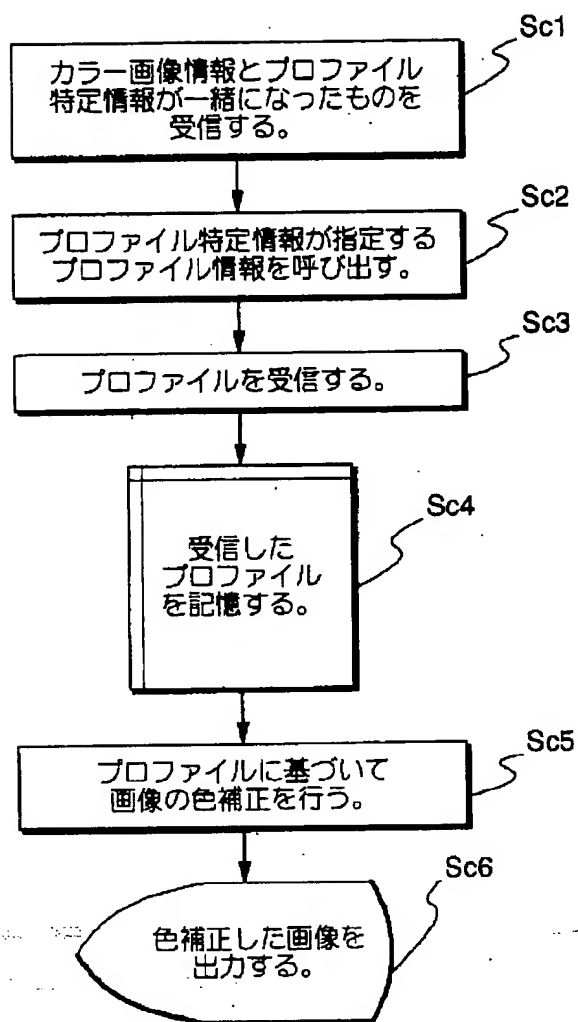 Sc1
カラー画像情報とプロファイル
特定情報が一緒になったものを
受信する。
Sc2
プロファイル特定情報が指定する
プロファイル情報を呼び出す。
Sc3
プロファイルを受信する。
Sc4
受信した
プロファイル
を記憶する。
Sc5
プロファイルに基づいて
画像の色補正を行う。
Sc6
色補正した画像を
出力する。